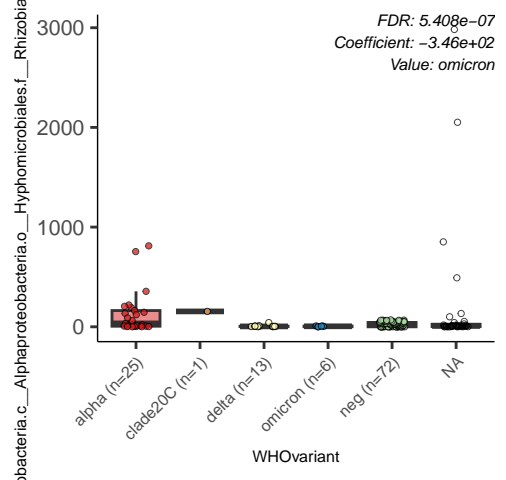 obacteria.c__Alphaproteobacteria.o__Hyphomicrobiales.f__Rhizobia
3000
2000
1000
0
FDR: 5.408e−07
Coefficient: −3.46e+02
Value: omicron
alpha (n=25)
clade20C (n=1)
delta (n=13)
omicron (n=6)
neg (n=72)
NA
WHOvariant